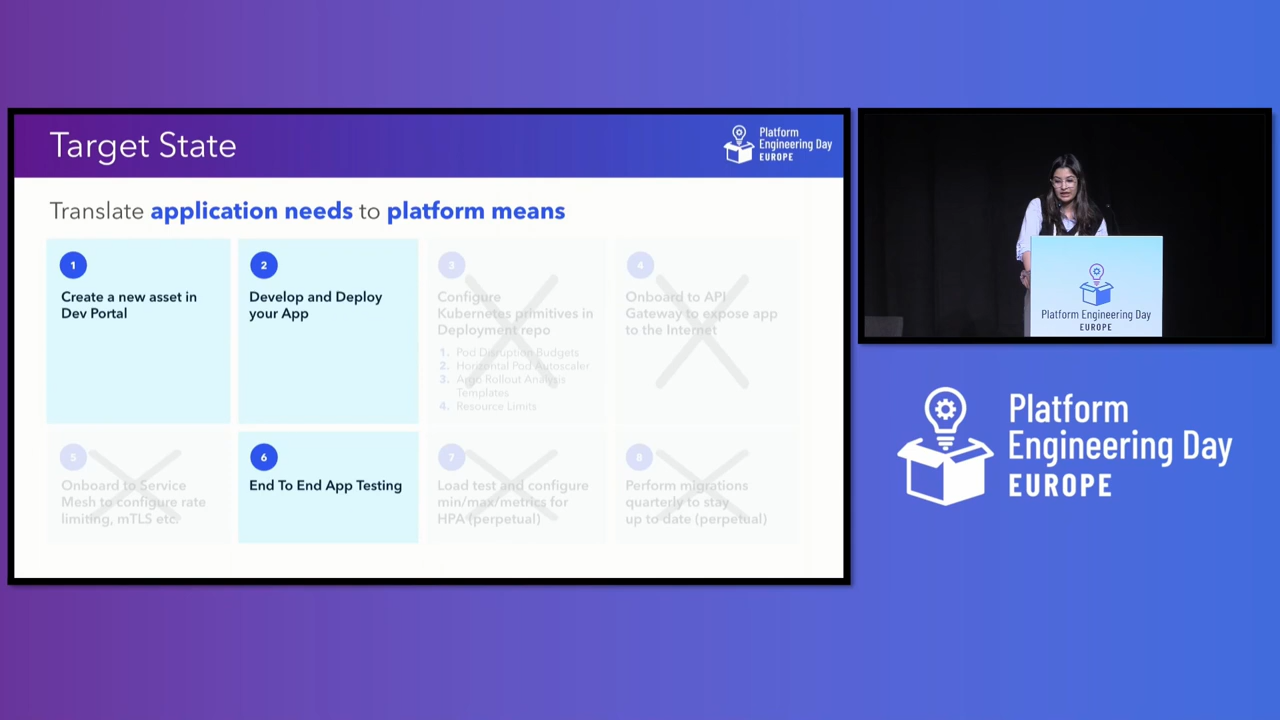 Target State
Platform
Engineering Day
EUROPE
Translate application needs to platform means
1
Create a new asset in
Dev Portal
2
Develop and Deploy
your App
3
Configure
Kubernetes primitives in
Deployment repo
1. Pod Disruption Budgets
2. Horizontal Pod Autoscaler
3. Argo Rollout Analysis
Templates
4. Resource Limits
4
Onboard to API
Gateway to expose app
to the Internet
5
Onboard to Service
Mesh to configure rate
limiting, mTLS etc.
6
End To End App Testing
7
Load test and configure
min/max/metrics for
HPA (perpetual)
8
Perform migrations
quarterly to stay
up to date (perpetual)
Platform Engineering Day
EUROPE
Platform
Engineering Day
EUROPE